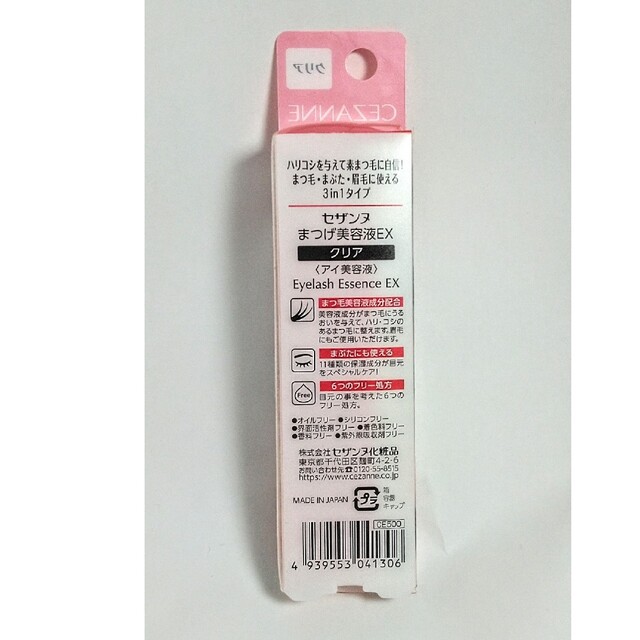 クリア
CEZANNE
ハリコシを与えて素まつ毛に自信!
まつ毛・まぶた・眉毛に使える
3in1タイプ
セザンヌ
まつげ美容液EX
クリア
〈アイ美容液〉
Eyelash Essence EX
まつ毛美容液成分配合
美容液成分がまつ毛にうる
おいを与えて、ハリ・コシの
あるまつ毛に整えます。眉毛
にもご使用いただけます。
まぶたにも使える
11種類の保湿成分が目元
をスペシャルケア!
6つのフリー処方
Free
目元の事を考えた6つの
フリー処方。
●オイルフリー ●シリコンフリー
●界面活性剤フリー ●着色料フリー
●香料フリー ●紫外線吸収剤フリー
株式会社 セザンヌ化粧品
東京都千代田区麹町4-2-6
お問い合わせ先 0120-55-8515
https://www.cezanne.co.jp
MADE IN JAPAN
プラ
箱
容器
キャップ
CE500
4 939553 041306